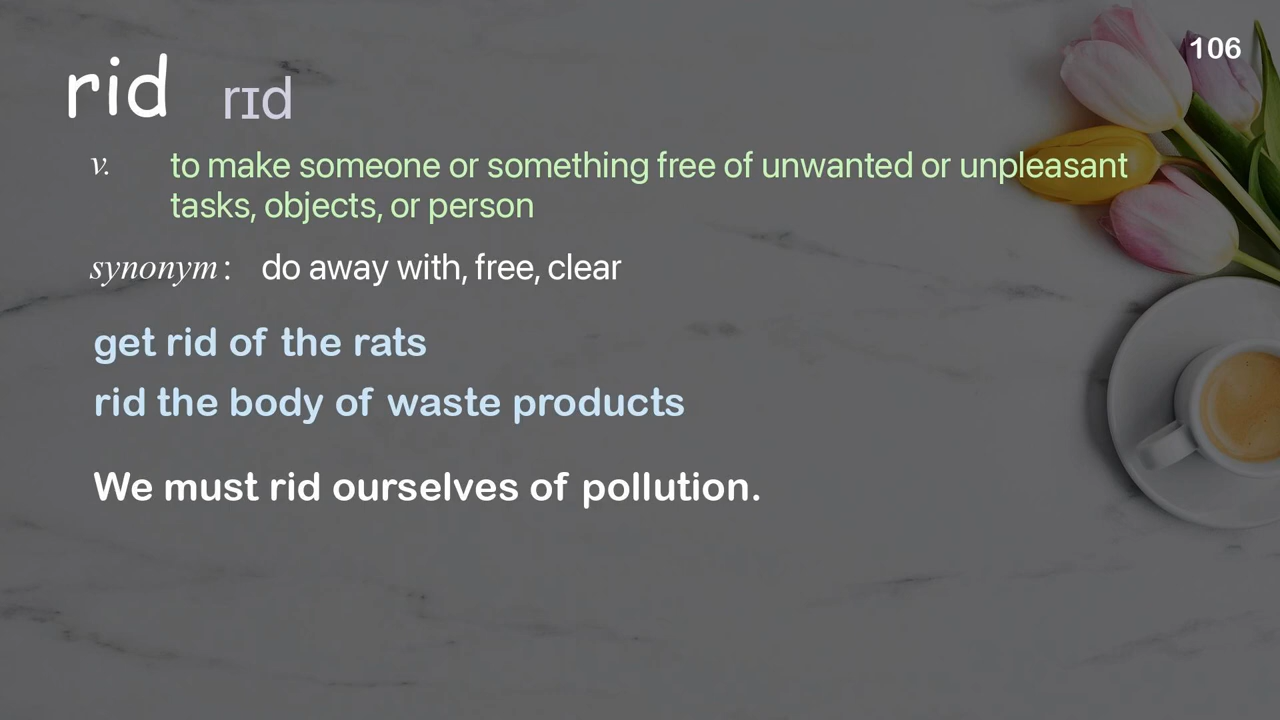 106
rid rɪd
v. to make someone or something free of unwanted or unpleasant
tasks, objects, or person
synonym: do away with, free, clear
get rid of the rats
rid the body of waste products
We must rid ourselves of pollution.